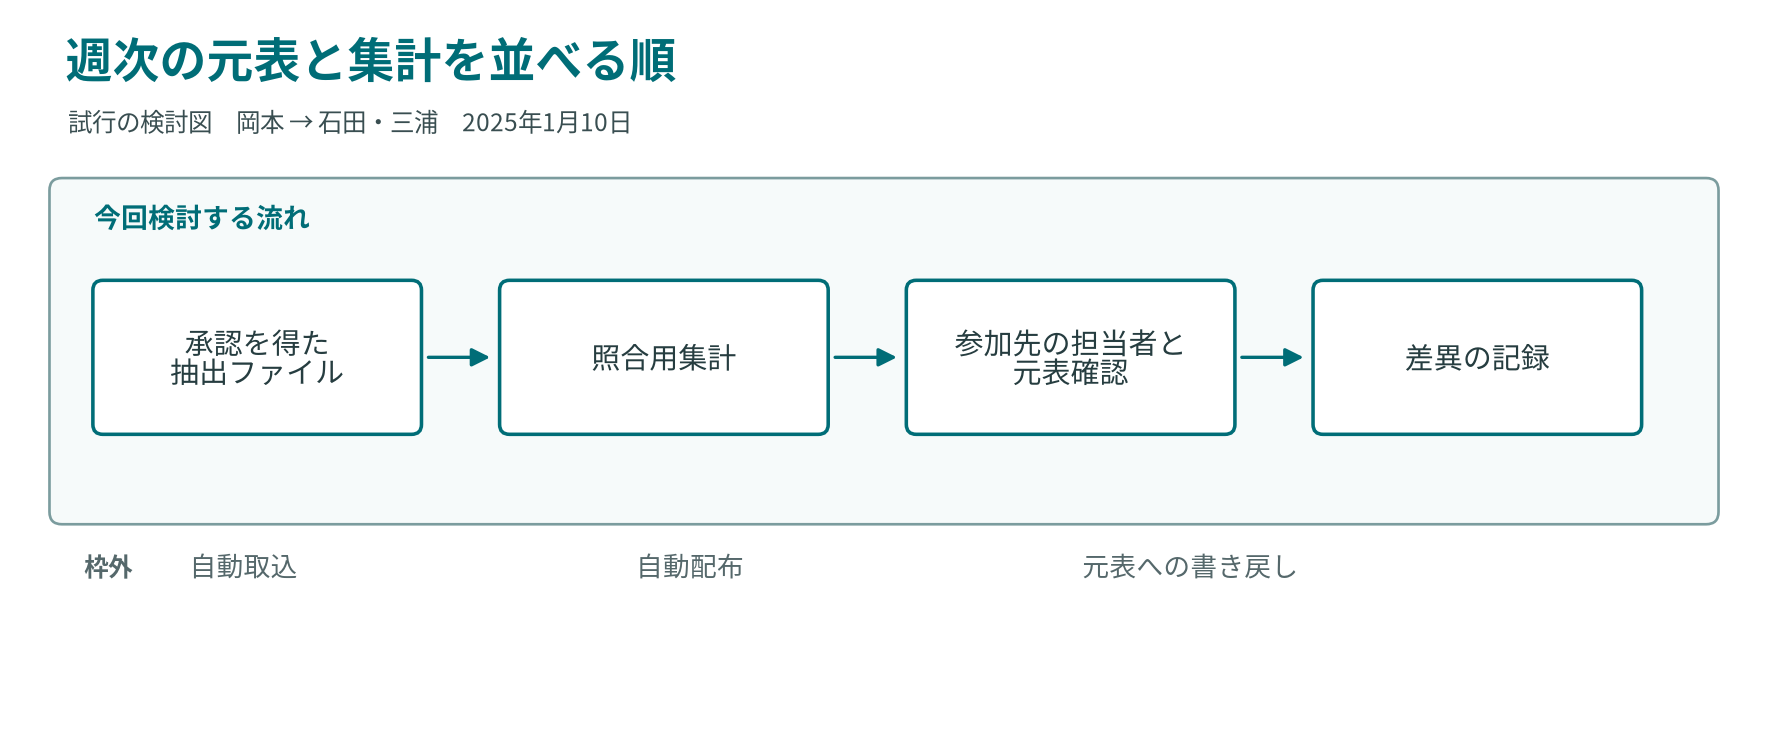 週次の元表と集計を並べる順
試行の検討図　岡本→石田・三浦　2025年1月10日
今回検討する流れ
承認を得た
抽出ファイル
照合用集計
参加先の担当者と
元表確認
差異の記録
枠外　自動取込　自動配布　元表への書き戻し